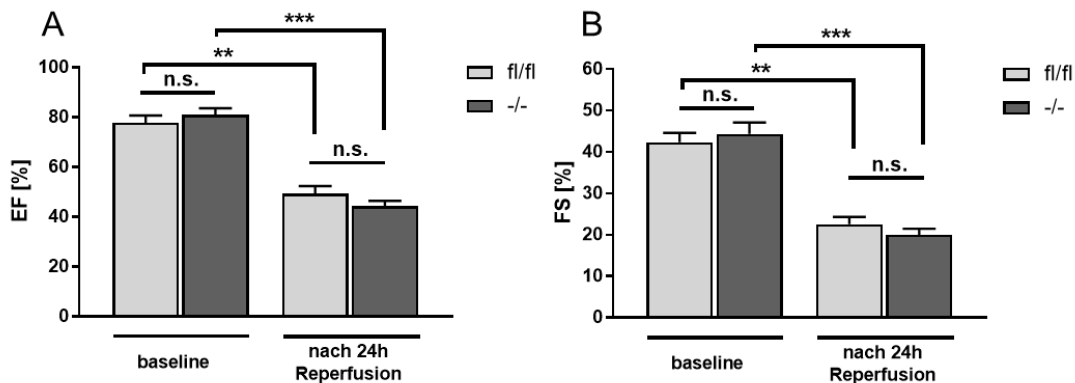 A
***
**
n.s.
n.s.
fl/fl
-/-
EF [%]
100
80
60
40
20
0
baseline
nach 24h
Reperfusion
B
***
**
n.s.
n.s.
fl/fl
-/-
FS [%]
60
50
40
30
20
10
0
baseline
nach 24h
Reperfusion